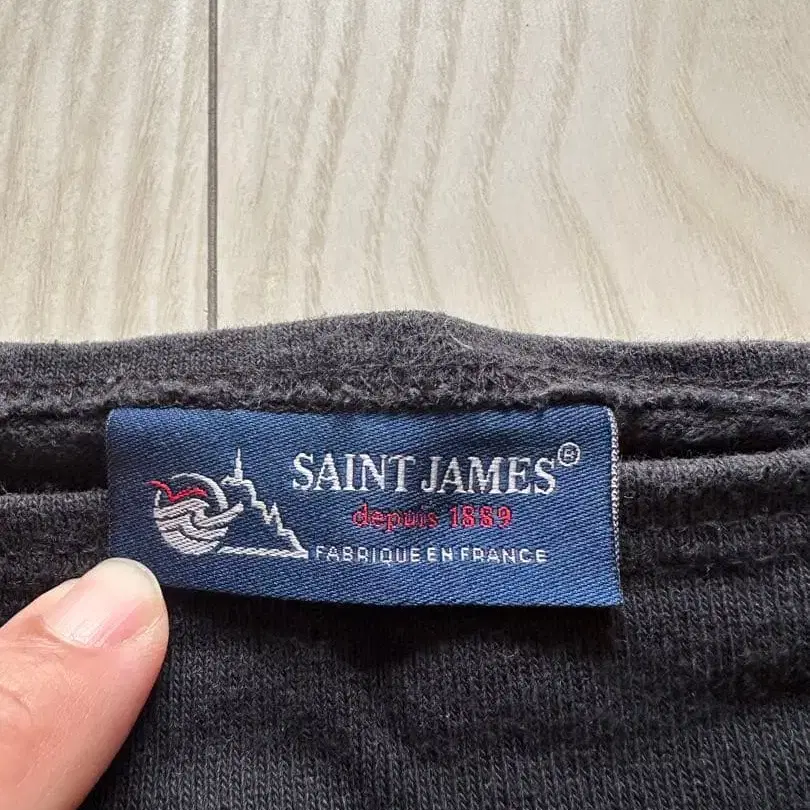 SAINT JAMES®
depuis 1889
FABRIQUE EN FRANCE